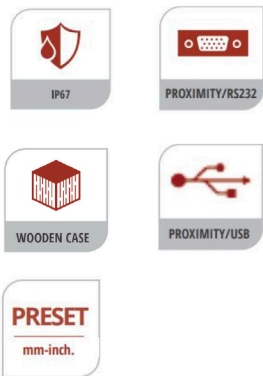 IP67
PROXIMITY/RS232
WOODEN CASE
PROXIMITY/USB
PRESET
mm-inch.